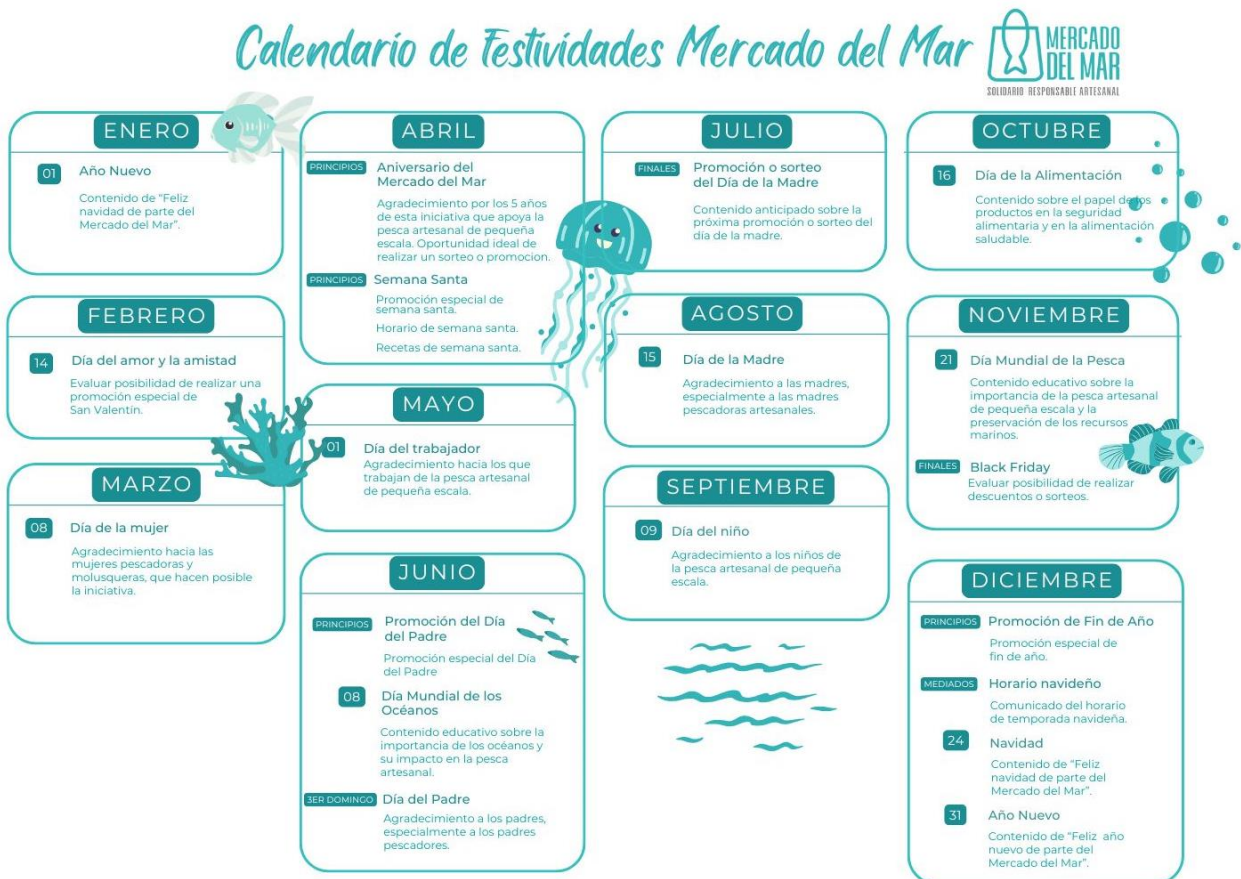 Calendario de Festividades Mercado del Mar
MERCADO
DEL MAR
SOLIDARIO RESPONSABLE ARTESANAL
ENERO
01
Año Nuevo
Contenido de “Feliz
navidad de parte del
Mercado del Mar”.
FEBRERO
14
Día del amor y la amistad
Evaluar posibilidad de realizar una
promoción especial de
San Valentín.
MARZO
08
Día de la mujer
Agradecimiento hacia las
mujeres pescadoras y
molusqueras, que hacen posible
la iniciativa.
ABRIL
PRINCIPIOS
Aniversario del
Mercado del Mar
Agradecimiento por los 5 años
de esta iniciativa que apoya la
pesca artesanal de pequeña
escala. Oportunidad ideal de
realizar un sorteo o promocion.
PRINCIPIOS
Semana Santa
Promoción especial de
semana santa.
Horario de semana santa.
Recetas de semana santa.
MAYO
01
Día del trabajador
Agradecimiento hacia los que
trabajan de la pesca artesanal
de pequeña escala.
JUNIO
PRINCIPIOS
Promoción del Día
del Padre
Promoción especial del Día
del Padre
08
Día Mundial de los
Océanos
Contenido educativo sobre la
importancia de los océanos y
su impacto en la pesca
artesanal.
3ER DOMINGO
Día del Padre
Agradecimiento a los padres,
especialmente a los padres
pescadores.
JULIO
FINALES
Promoción o sorteo
del Día de la Madre
Contenido anticipado sobre la
próxima promoción o sorteo del
día de la madre.
AGOSTO
15
Día de la Madre
Agradecimiento a las madres,
especialmente a las madres
pescadoras artesanales.
SEPTIEMBRE
09
Día del niño
Agradecimiento a los niños de
la pesca artesanal de pequeña
escala.
OCTUBRE
16
Día de la Alimentación
Contenido sobre el papel de los
productos en la seguridad
alimentaria y en la alimentación
saludable.
NOVIEMBRE
21
Día Mundial de la Pesca
Contenido educativo sobre la
importancia de la pesca artesanal
de pequeña escala y la
preservación de los recursos
marinos.
FINALES
Black Friday
Evaluar posibilidad de realizar
descuentos o sorteos.
DICIEMBRE
PRINCIPIOS
Promoción de Fin de Año
Promoción especial de
fin de año.
MEDIADOS
Horario navideño
Comunicado del horario
de temporada navideña.
24
Navidad
Contenido de “Feliz
navidad de parte del
Mercado del Mar”.
31
Año Nuevo
Contenido de “Feliz año
nuevo de parte del
Mercado del Mar”.